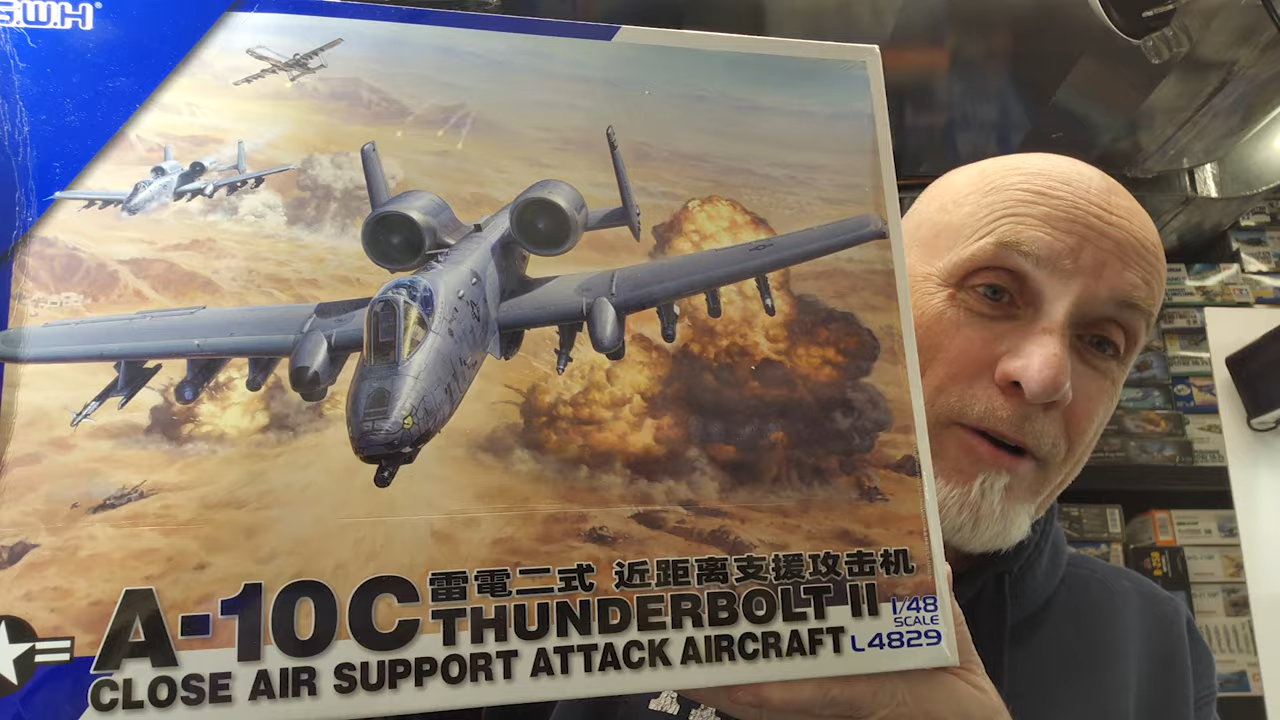 G.W.H®
A-10C
雷電二式 近距离支援攻击机
THUNDERBOLT II
CLOSE AIR SUPPORT ATTACK AIRCRAFT
1/48
SCALE
L4829